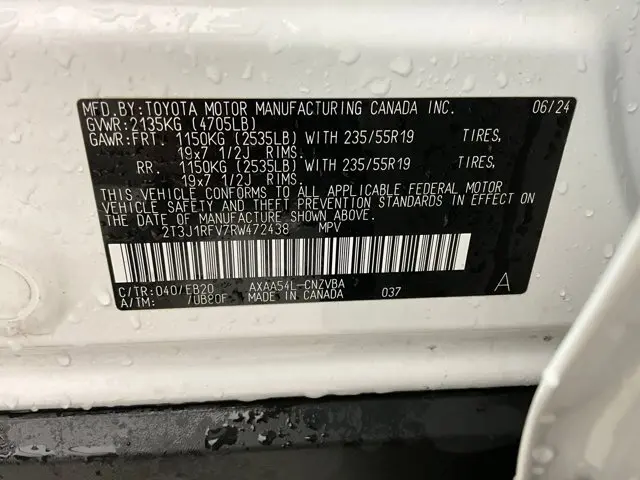 MFD.BY:TOYOTA MOTOR MANUFACTURING CANADA INC. 06/24
GVWR:2135KG (4705LB)
GAWR:FRT. 1150KG (2535LB) WITH 235/55R19 TIRES,
19x7 1/2J RIMS.
RR. 1150KG (2535LB) WITH 235/55R19 TIRES,
19x7 1/2J RIMS.
THIS VEHICLE CONFORMS TO ALL APPLICABLE FEDERAL MOTOR
VEHICLE SAFETY AND THEFT PREVENTION STANDARDS IN EFFECT
ON THE DATE OF MANUFACTURE SHOWN ABOVE.
2T3J1RFV7RW472438 MPV
C/TR:040/EB20 AXAA54L-CNZVBA A
A/TM: /UB80F MADE IN CANADA 037